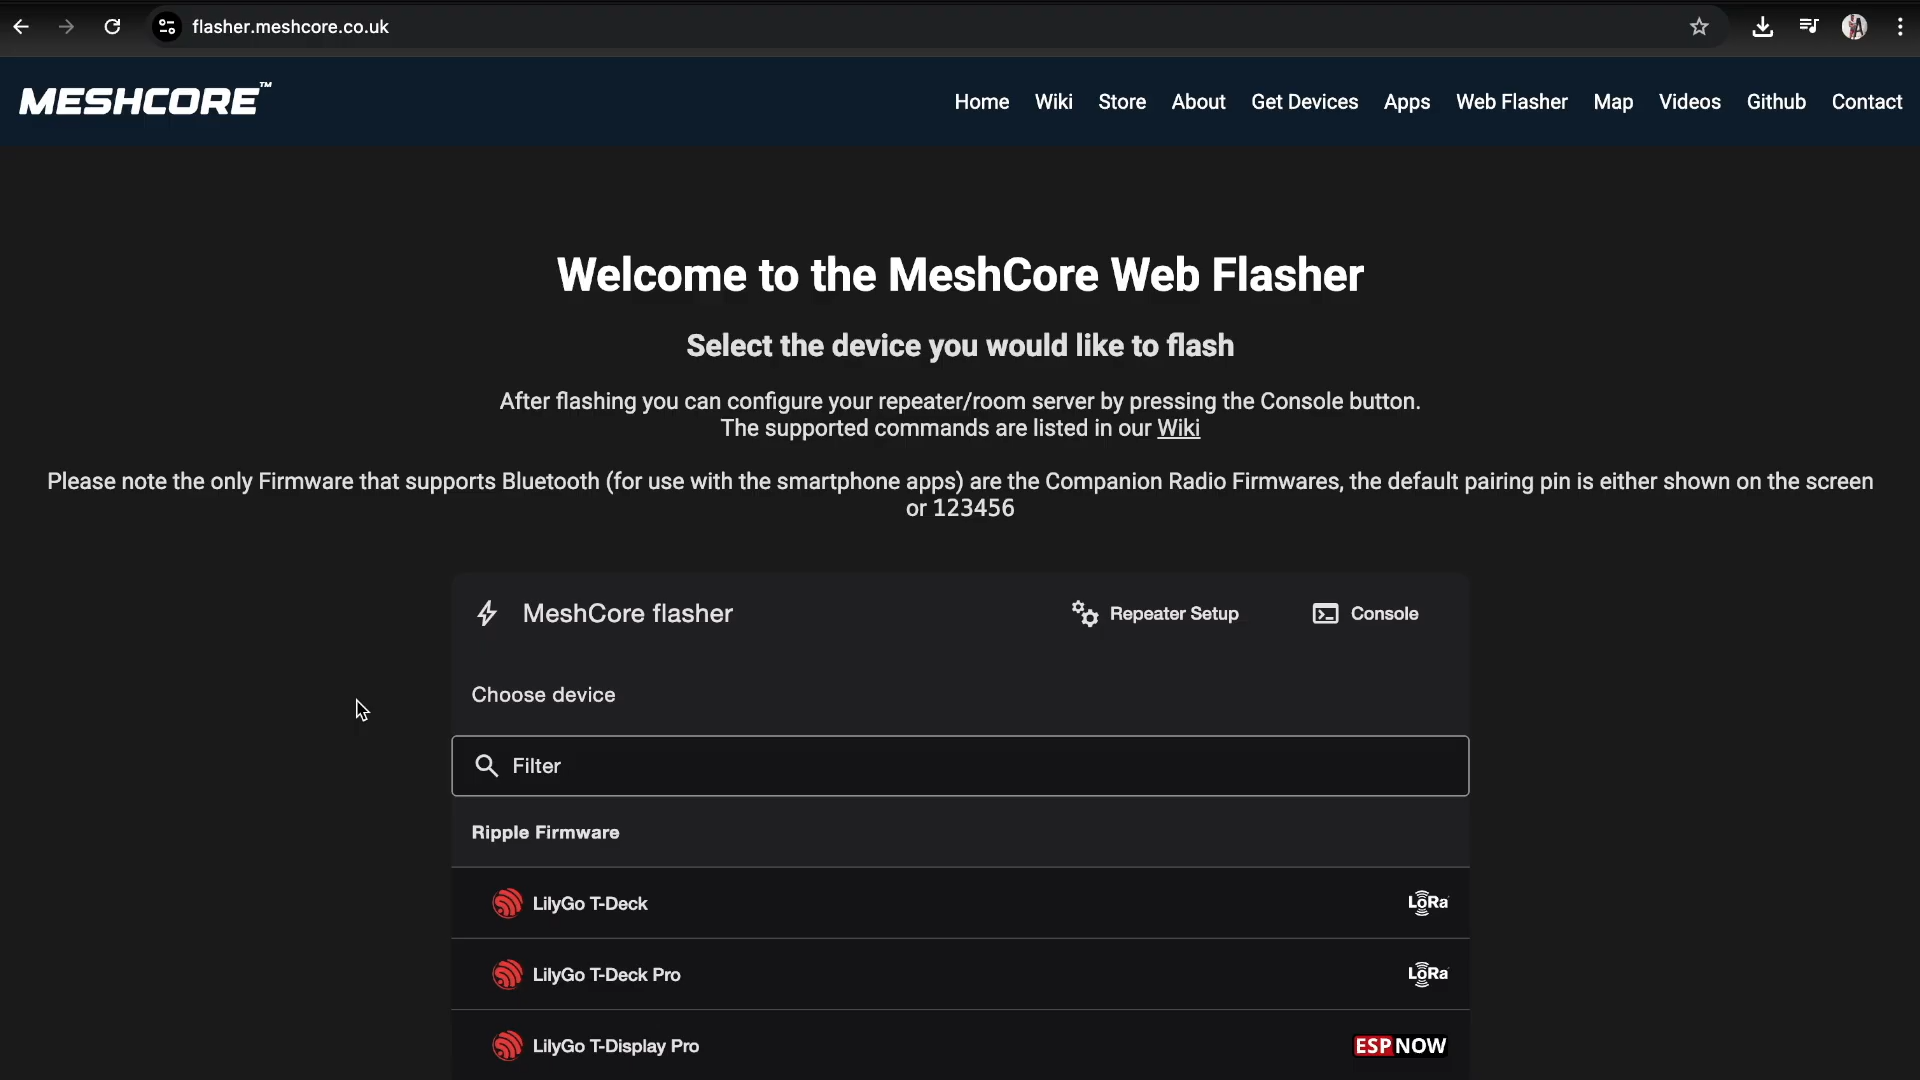 flasher.meshcore.co.uk
MESHCORE™
Home Wiki Store About Get Devices Apps Web Flasher Map Videos Github Contact
Welcome to the MeshCore Web Flasher
Select the device you would like to flash
After flashing you can configure your repeater/room server by pressing the Console button.
The supported commands are listed in our Wiki
Please note the only Firmware that supports Bluetooth (for use with the smartphone apps) are the Companion Radio Firmwares, the default pairing pin is either shown on the screen
or 123456
MeshCore flasher Repeater Setup Console
Choose device
Filter
Ripple Firmware
LilyGo T-Deck LoRa
LilyGo T-Deck Pro LoRa
LilyGo T-Display Pro ESPNOW